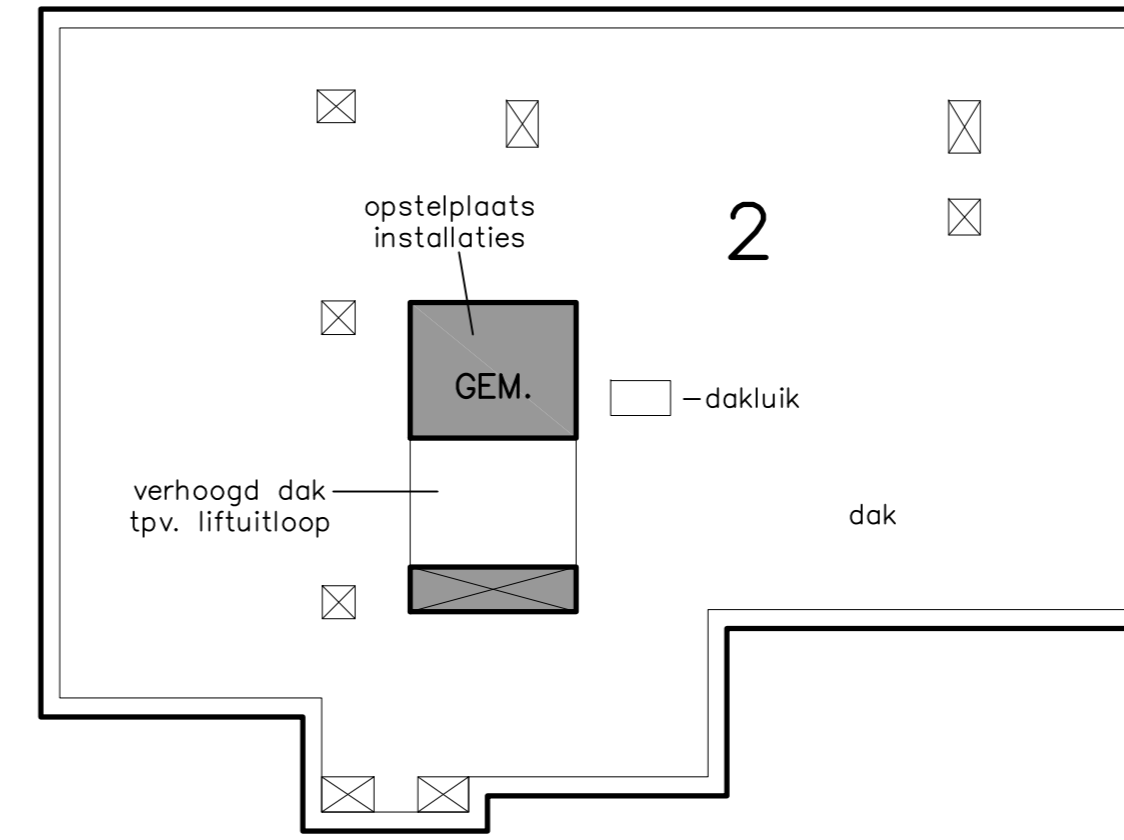 opstelplaats
installaties
2
GEM.
–dakluik
verhoogd dak
tpv. liftuitloop
dak